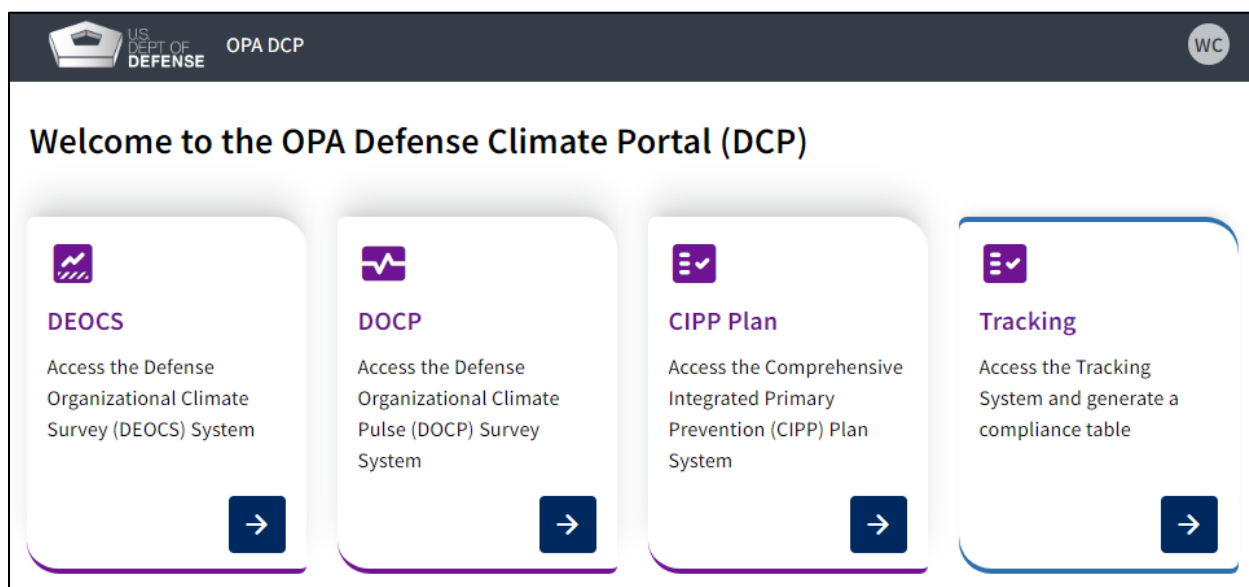 U.S.
DEPT OF
DEFENSE
OPA DCP
WC
Welcome to the OPA Defense Climate Portal (DCP)
DEOCS
Access the Defense
Organizational Climate
Survey (DEOCS) System
DOCP
Access the Defense
Organizational Climate
Pulse (DOCP) Survey
System
CIPP Plan
Access the Comprehensive
Integrated Primary
Prevention (CIPP) Plan
System
Tracking
Access the Tracking
System and generate a
compliance table